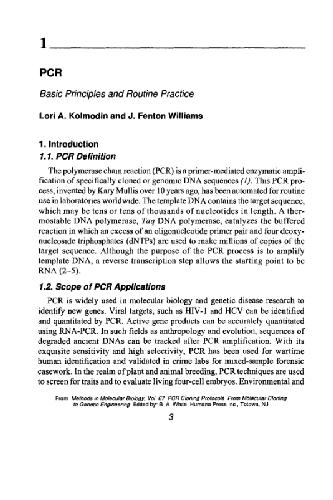 1
PCR
Basic Principles and Routine Practice
Lori A. Kolmodin and J. Fenton Williams
1. Introduction
1.1. PCR Definition
The polymerase chain reaction (PCR) is a primer-mediated enzymatic ampli-
fication of specifically cloned or genomic DNA sequences (1). This PCR pro-
cess, invented by Kary Mullis over 10 years ago, has been automated for routine
use in laboratories worldwide. The template DNA contains the target sequence,
which may be tens or tens of thousands of nucleotides in length. A ther-
mostable DNA polymerase, Taq DNA polymerase, catalyzes the buffered
reaction in which an excess of an oligonucleotide primer pair and four deoxy-
nucleoside triphosphates (dNTPs) are used to make millions of copies of the
target sequence. Although the purpose of the PCR process is to amplify
template DNA, a reverse transcription step allows the starting point to be
RNA (2–5).
1.2. Scope of PCR Applications
PCR is widely used in molecular biology and genetic disease research to
identify new genes. Viral targets, such as HIV-1 and HCV can be identified
and quantitated by PCR. Active gene products can be accurately quantitated
using RNA-PCR. In such fields as anthropology and evolution, sequences of
degraded ancient DNAs can be tracked after PCR amplification. With its
exquisite sensitivity and high selectivity, PCR has been used for wartime
human identification and validated in crime labs for mixed-sample forensic
casework. In the realm of plant and animal breeding, PCR techniques are used
to screen for traits and to evaluate living four-cell embryos. Environmental and
From Methods in Molecular Biology, Vol 67 PCR Cloning Protocols From Molecular Cloning
to Genetic Engineering Edited by B A White Humana Press Inc, Totowa, NJ
3